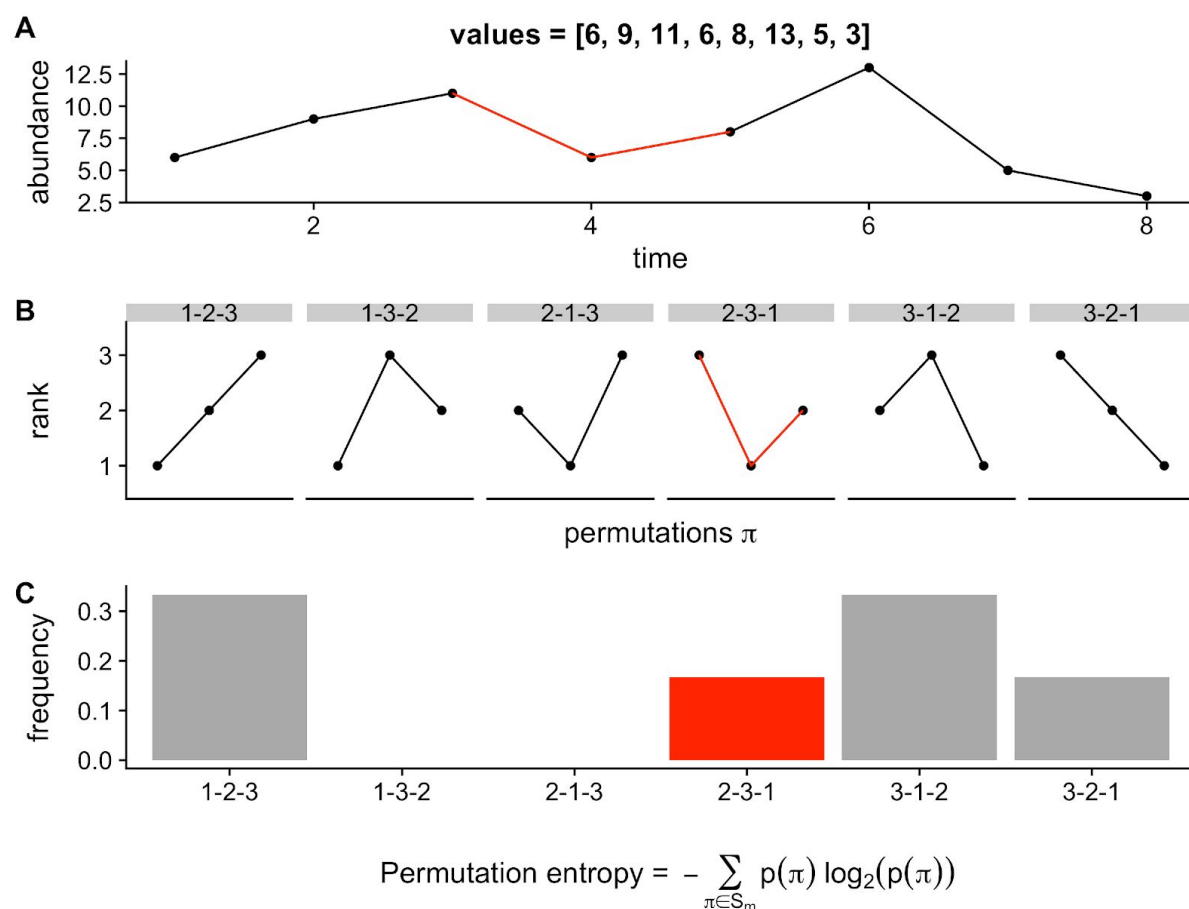 A
values = [6, 9, 11, 6, 8, 13, 5, 3]
abundance
12.5
10.0
7.5
5.0
2.5
2 4 6 8
time
B
1-2-3 1-3-2 2-1-3 2-3-1 3-1-2 3-2-1
rank
3
2
1
permutations π
C
frequency
0.3
0.2
0.1
0.0
1-2-3 1-3-2 2-1-3 2-3-1 3-1-2 3-2-1
Permutation entropy = − ∑ p(π) log₂(p(π))
π∈Sₘ